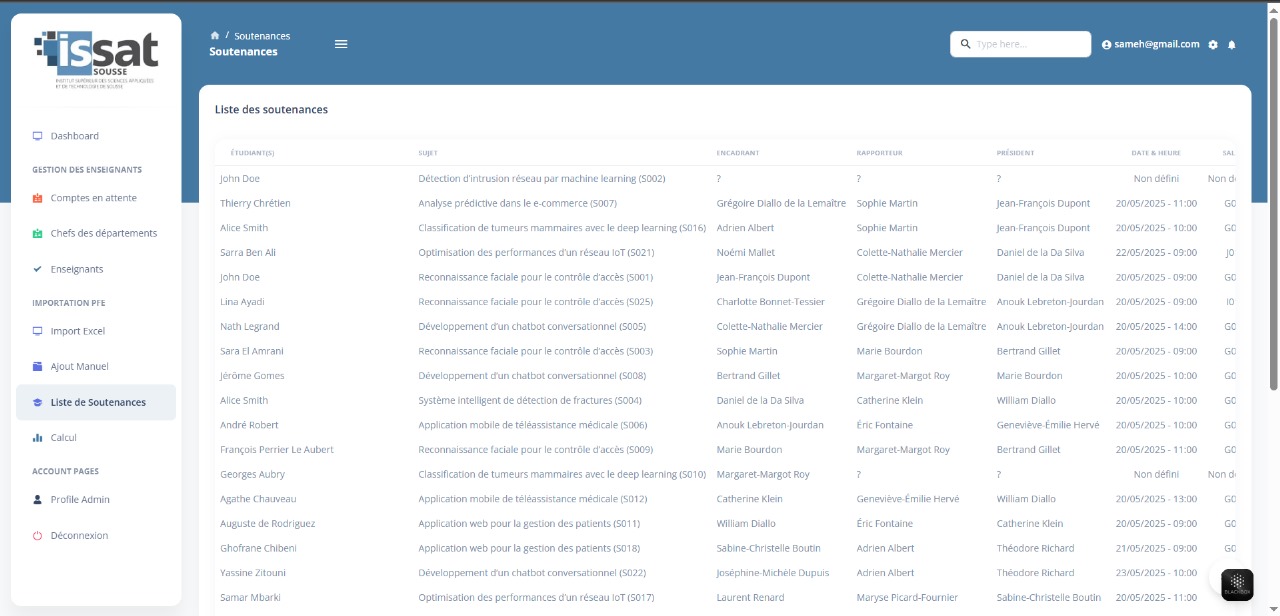 issat
SOUSSE
INSTITUT SUPÉRIEUR DES SCIENCES APPLIQUÉES
ET DE TECHNOLOGIE DE SOUSSE
/ Soutenances
Soutenances
Type here...
sameh@gmail.com
Dashboard
GESTION DES ENSEIGNANTS
Comptes en attente
Chefs des départements
Enseignants
IMPORTATION PFE
Import Excel
Ajout Manuel
Liste de Soutenances
Calcul
ACCOUNT PAGES
Profile Admin
Déconnexion
Liste des soutenances
ÉTUDIANT(S) SUJET ENCADRANT RAPPORTEUR PRÉSIDENT DATE & HEURE SAL
John Doe Détection d'intrusion réseau par machine learning (S002) ? ? ? Non défini Non d
Thierry Chrétien Analyse prédictive dans le e-commerce (S007) Grégoire Diallo de la Lemaître Sophie Martin Jean-François Dupont 20/05/2025 - 11:00 G0
Alice Smith Classification de tumeurs mammaires avec le deep learning (S016) Adrien Albert Sophie Martin Jean-François Dupont 20/05/2025 - 10:00 G0
Sarra Ben Ali Optimisation des performances d'un réseau IoT (S021) Noémi Mallet Colette-Nathalie Mercier Daniel de la Da Silva 22/05/2025 - 09:00 J0
John Doe Reconnaissance faciale pour le contrôle d'accès (S001) Jean-François Dupont Colette-Nathalie Mercier Daniel de la Da Silva 20/05/2025 - 09:00 G0
Lina Ayadi Reconnaissance faciale pour le contrôle d'accès (S025) Charlotte Bonnet-Tessier Grégoire Diallo de la Lemaître Anouk Lebreton-Jourdan 20/05/2025 - 09:00 I0
Nath Legrand Développement d'un chatbot conversationnel (S005) Colette-Nathalie Mercier Grégoire Diallo de la Lemaître Anouk Lebreton-Jourdan 20/05/2025 - 14:00 G0
Sara El Amrani Reconnaissance faciale pour le contrôle d'accès (S003) Sophie Martin Marie Bourdon Bertrand Gillet 20/05/2025 - 09:00 G0
Jérôme Gomes Développement d'un chatbot conversationnel (S008) Bertrand Gillet Margaret-Margot Roy Marie Bourdon 20/05/2025 - 10:00 G0
Alice Smith Système intelligent de détection de fractures (S004) Daniel de la Da Silva Catherine Klein William Diallo 20/05/2025 - 10:00 G0
André Robert Application mobile de téléassistance médicale (S006) Anouk Lebreton-Jourdan Éric Fontaine Geneviève-Émilie Hervé 20/05/2025 - 10:00 G0
François Perrier Le Aubert Reconnaissance faciale pour le contrôle d'accès (S009) Marie Bourdon Margaret-Margot Roy Bertrand Gillet 20/05/2025 - 11:00 G0
Georges Aubry Classification de tumeurs mammaires avec le deep learning (S010) Margaret-Margot Roy ? ? Non défini Non d
Agathe Chauveau Application mobile de téléassistance médicale (S012) Catherine Klein Geneviève-Émilie Hervé William Diallo 20/05/2025 - 13:00 G0
Auguste de Rodriguez Application web pour la gestion des patients (S011) William Diallo Éric Fontaine Catherine Klein 20/05/2025 - 09:00 G0
Ghofrane Chibeni Application web pour la gestion des patients (S018) Sabine-Christelle Boutin Adrien Albert Théodore Richard 21/05/2025 - 09:00 G0
Yassine Zitouni Développement d'un chatbot conversationnel (S022) Joséphine-Michèle Dupuis Adrien Albert Théodore Richard 23/05/2025 - 10:00
Samar Mbarki Optimisation des performances d'un réseau IoT (S017) Laurent Renard Maryse Picard-Fournier Sabine-Christelle Boutin 20/05/2025 - 11:00 G0
BLACKBOX